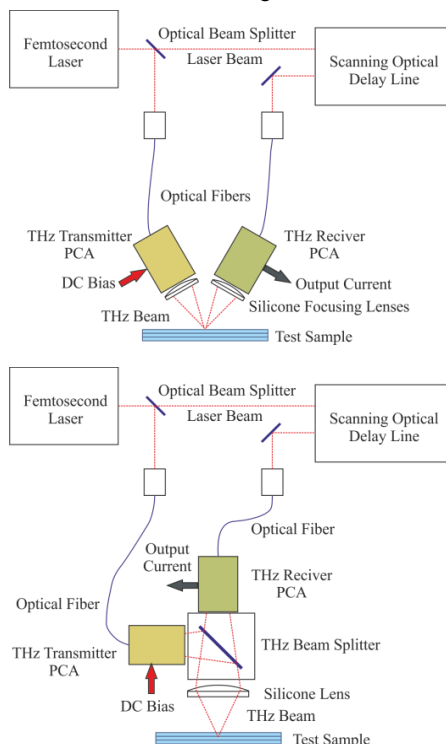 Femtosecond
Laser
Optical Beam Splitter
Laser Beam
Scanning Optical
Delay Line
Optical Fibers
THz Transmitter
PCA
THz Reciver
PCA
DC Bias
Output Current
THz Beam
Silicone Focusing Lenses
Test Sample
Femtosecond
Laser
Optical Beam Splitter
Laser Beam
Scanning Optical
Delay Line
Optical Fiber
Output
Current
THz Reciver
PCA
Optical Fiber
THz Transmitter
PCA
THz Beam Splitter
DC Bias
Silicone Lens
THz Beam
Test Sample